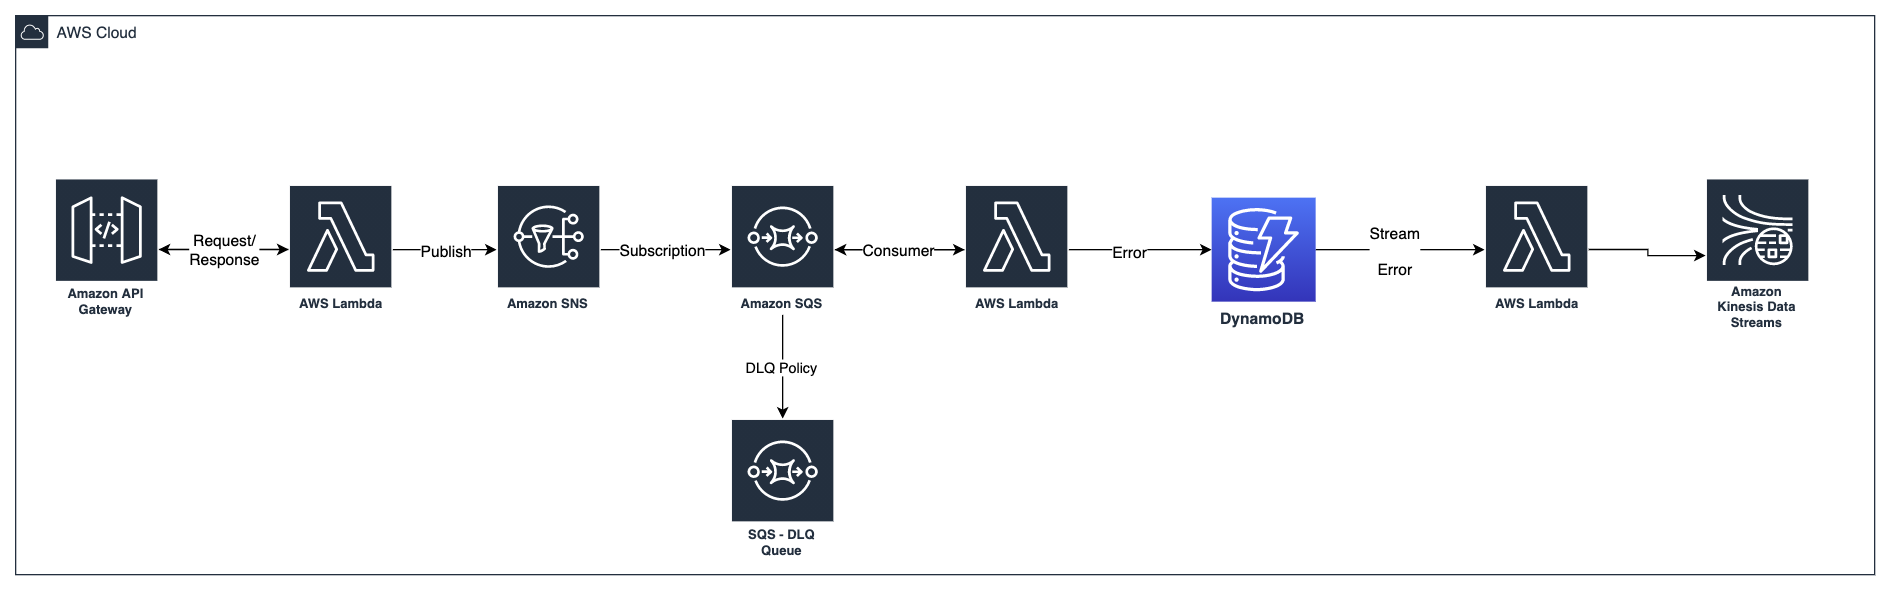 AWS Cloud
Request/
Response
Publish
Subscription
Consumer
Error
Stream
Error
Amazon API
Gateway
AWS Lambda
Amazon SNS
Amazon SQS
AWS Lambda
DynamoDB
AWS Lambda
Amazon
Kinesis Data
Streams
DLQ Policy
SQS - DLQ
Queue